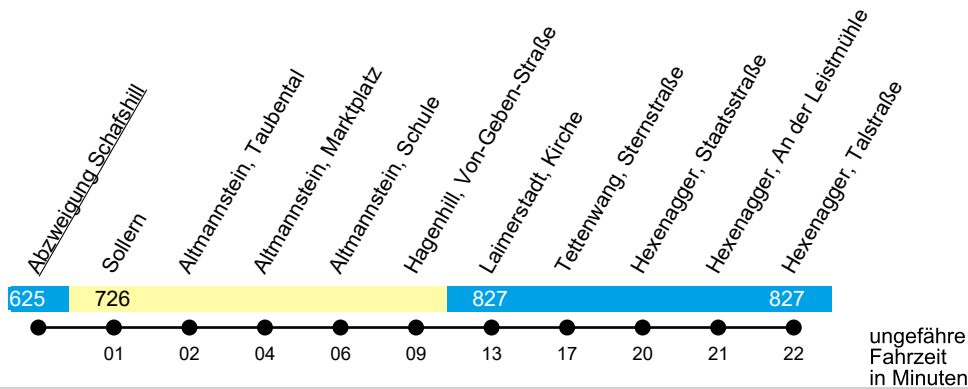 Abzweigung Schafshill
Sollern
Altmannstein, Taubental
Altmannstein, Marktplatz
Altmannstein, Schule
Hagenhill, Von-Geben-Straße
Laimerstadt, Kirche
Tettenwang, Sternstraße
Hexenagger, Staatsstraße
Hexenagger, An der Leistmühle
Hexenagger, Talstraße
625 726 827 827
01 02 04 06 09 13 17 20 21 22
ungefähre
Fahrzeit
in Minuten